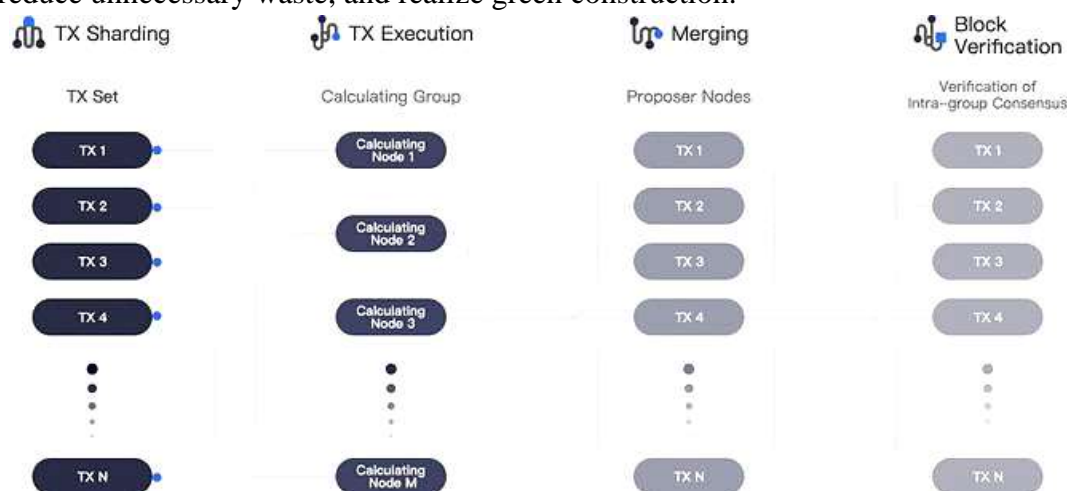 reduce unnecessary waste, and realize green construction.
TX Sharding
TX Execution
Merging
Block
Verification
TX Set
Calculating Group
Proposer Nodes
Verification of
Intra-group Consensus
TX 1
Calculating
Node 1
TX 1
TX 1
TX 2
Calculating
Node 2
TX 2
TX 2
TX 3
TX 3
TX 3
TX 4
Calculating
Node 3
TX 4
TX 4
TX N
Calculating
Node M
TX N
TX N